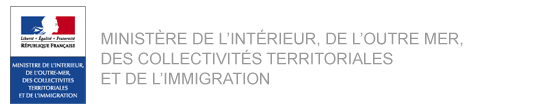 Liberté • Égalité • Fraternité
RÉPUBLIQUE FRANÇAISE
MINISTÈRE DE L'INTÉRIEUR,
DE L'OUTRE-MER,
DES COLLECTIVITÉS
TERRITORIALES
ET DE L'IMMIGRATION
MINISTÈRE DE L'INTÉRIEUR, DE L'OUTRE MER,
DES COLLECTIVITÉS TERRITORIALES
ET DE L'IMMIGRATION